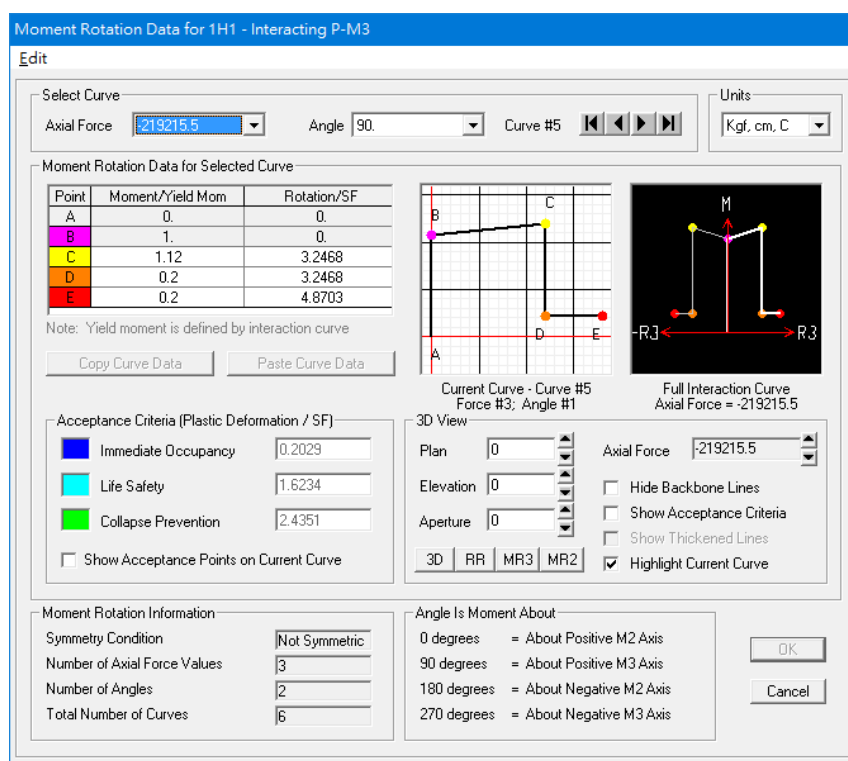 Moment Rotation Data for 1H1 - Interacting P-M3
Edit
Select Curve
Axial Force -219215.5 Angle 90. Curve #5
Units
Kgf, cm, C
Moment Rotation Data for Selected Curve
Point Moment/Yield Mom Rotation/SF
A 0. 0.
B 1. 0.
C 1.12 3.2468
D 0.2 3.2468
E 0.2 4.8703
Note: Yield moment is defined by interaction curve
Copy Curve Data Paste Curve Data
B
C
D
E
A
Current Curve - Curve #5
Force #3; Angle #1
M
-R3
R3
Full Interaction Curve
Axial Force = -219215.5
Acceptance Criteria (Plastic Deformation / SF)
Immediate Occupancy 0.2029
Life Safety 1.6234
Collapse Prevention 2.4351
Show Acceptance Points on Current Curve
3D View
Plan 0
Elevation 0
Aperture 0
3D RR MR3 MR2
Axial Force -219215.5
Hide Backbone Lines
Show Acceptance Criteria
Show Thickened Lines
Highlight Current Curve
Moment Rotation Information
Symmetry Condition Not Symmetric
Number of Axial Force Values 3
Number of Angles 2
Total Number of Curves 6
Angle Is Moment About
0 degrees = About Positive M2 Axis
90 degrees = About Positive M3 Axis
180 degrees = About Negative M2 Axis
270 degrees = About Negative M3 Axis
OK
Cancel